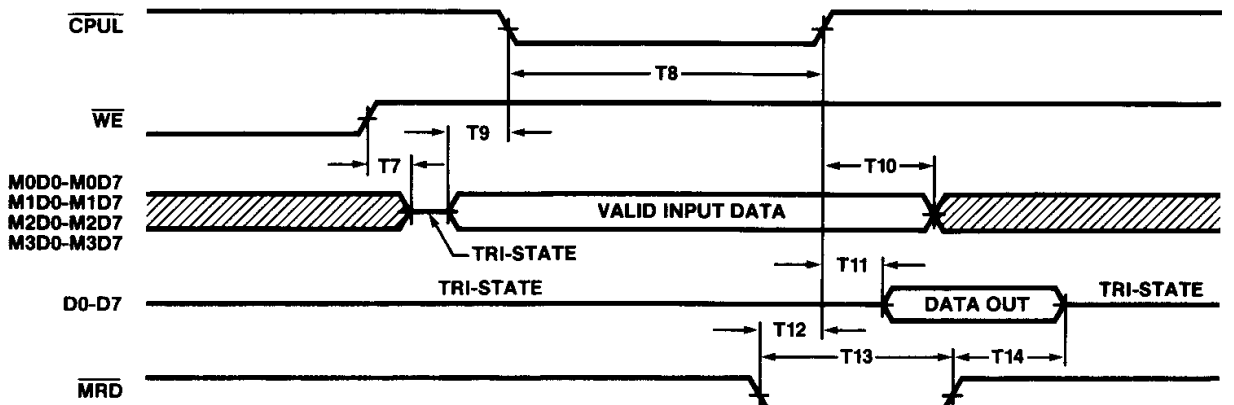 CPUL
T8
WE
T9
T7
T10
M0D0-M0D7
M1D0-M1D7
M2D0-M2D7
M3D0-M3D7
VALID INPUT DATA
TRI-STATE
T11
TRI-STATE
D0-D7
DATA OUT
TRI-STATE
T12
T13
T14
MRD